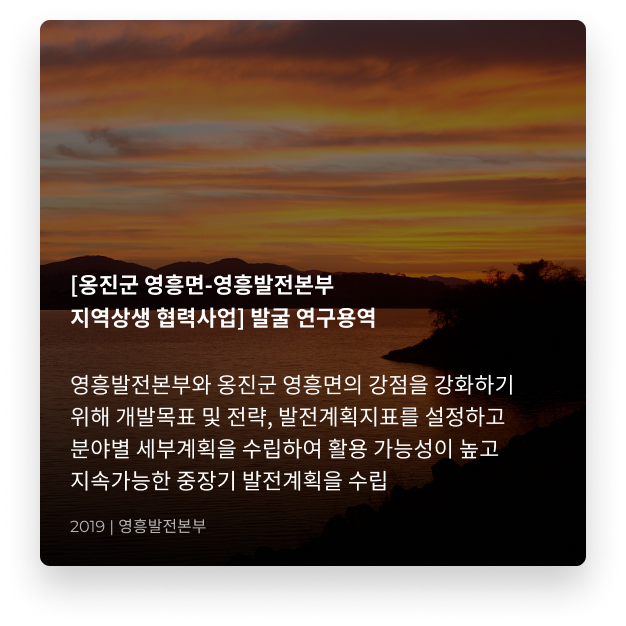 [옹진군 영흥면-영흥발전본부
지역상생 협력사업] 발굴 연구용역
영흥발전본부와 옹진군 영흥면의 강점을 강화하기
위해 개발목표 및 전략, 발전계획지표를 설정하고
분야별 세부계획을 수립하여 활용 가능성이 높고
지속가능한 중장기 발전계획을 수립
2019 | 영흥발전본부